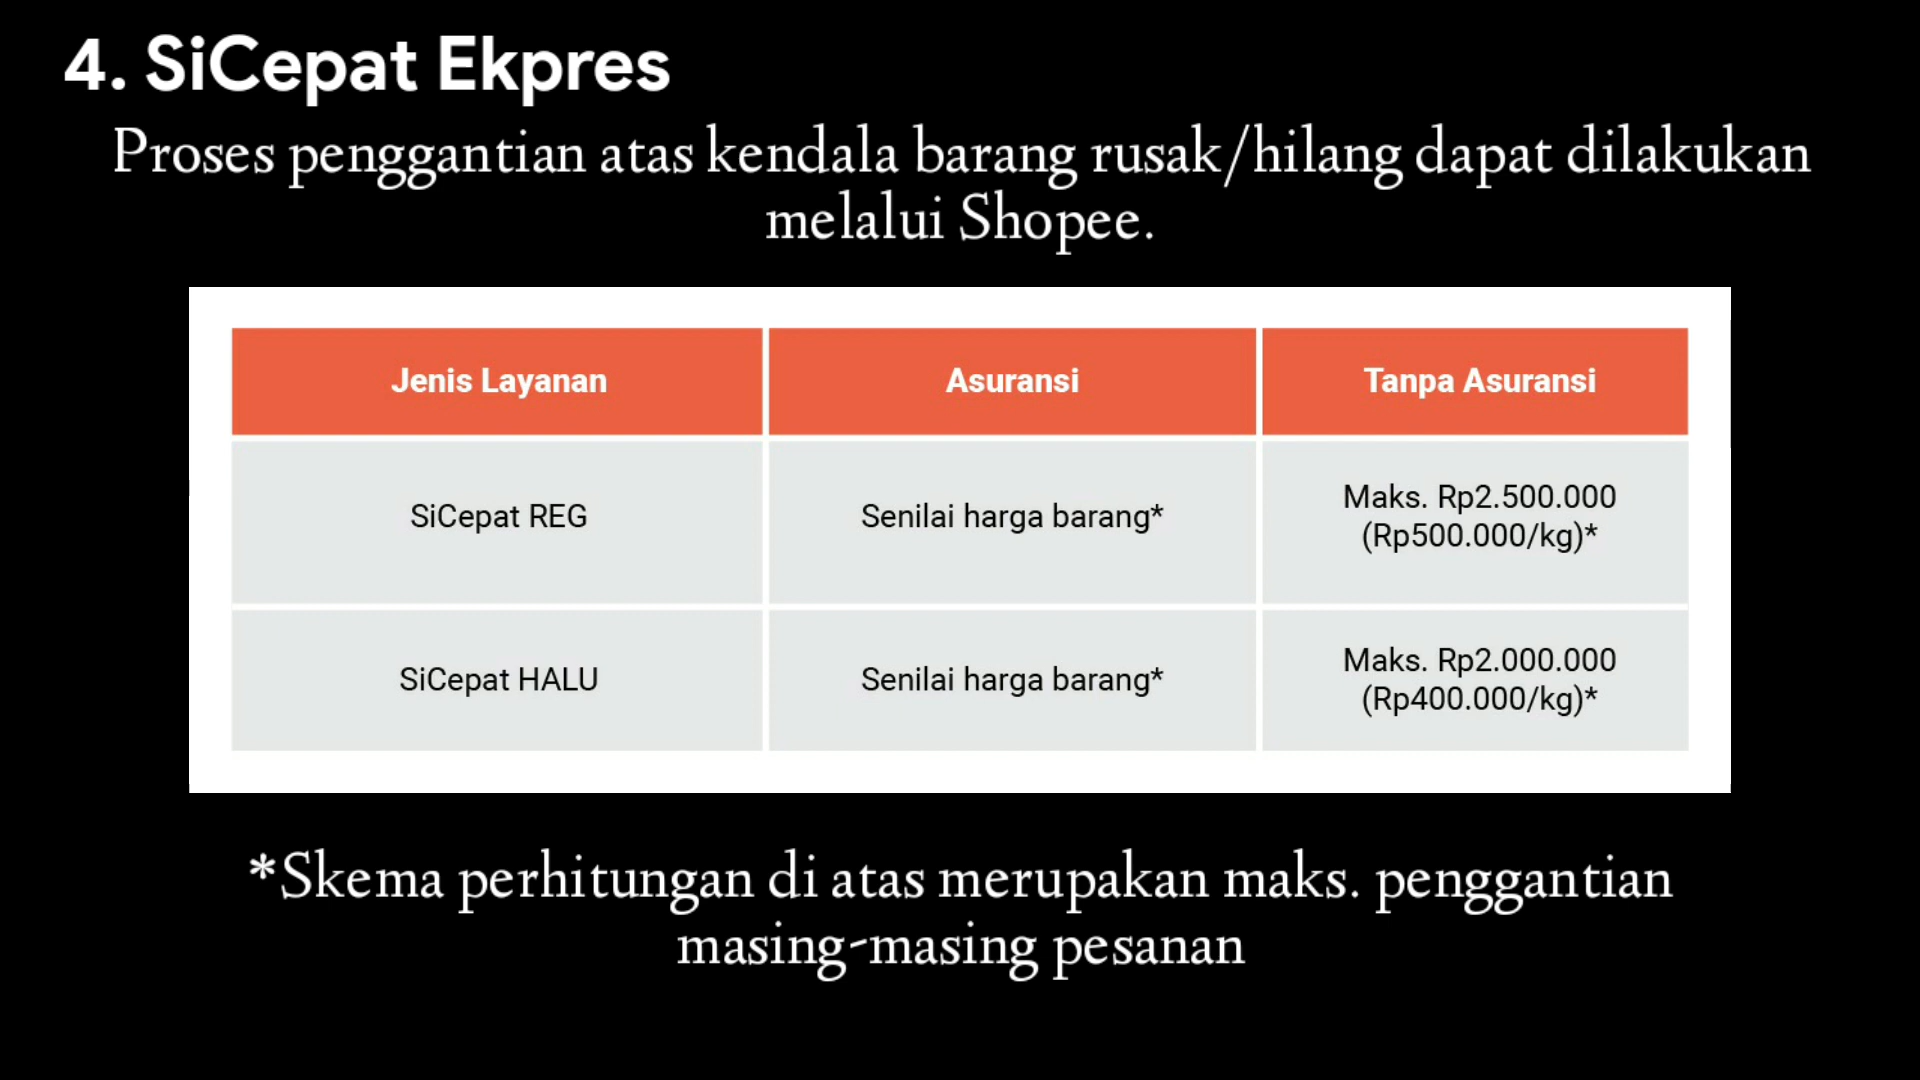 4. SiCepat Ekpres
Proses penggantian atas kendala barang rusak/hilang dapat dilakukan
melalui Shopee.
Jenis Layanan
Asuransi
Tanpa Asuransi
SiCepat REG
Senilai harga barang*
Maks. Rp2.500.000
(Rp500.000/kg)*
SiCepat HALU
Senilai harga barang*
Maks. Rp2.000.000
(Rp400.000/kg)*
*Skema perhitungan di atas merupakan maks. penggantian
masing-masing pesanan